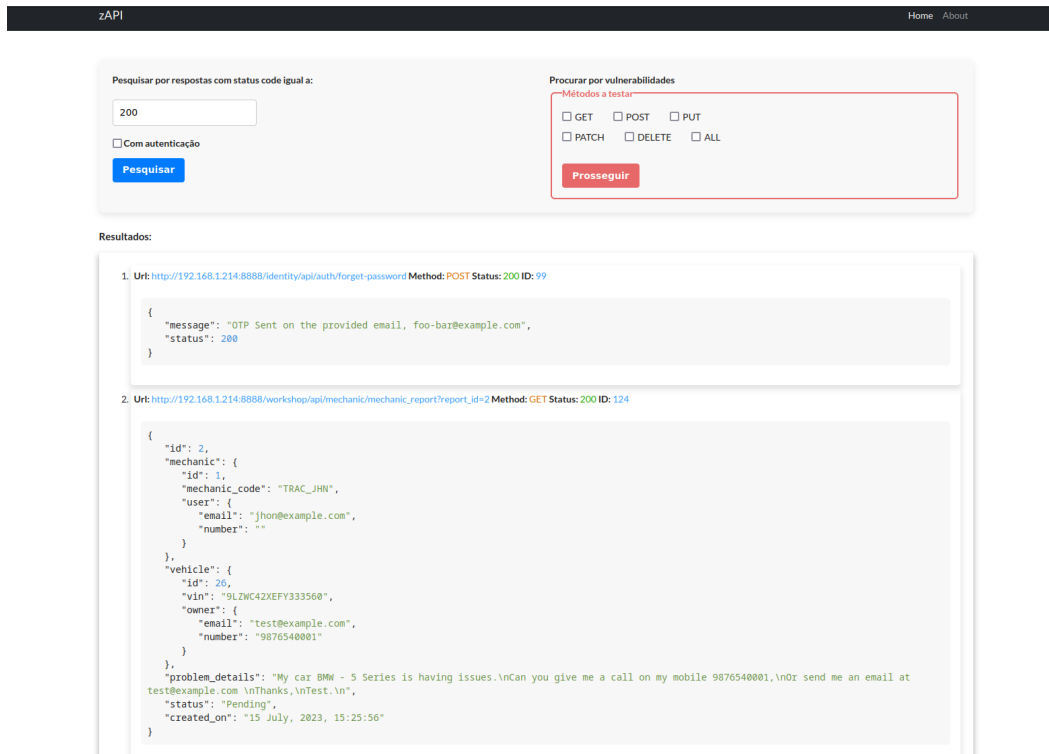 zAPI
Home About
Pesquisar por respostas com status code igual a:
200
Com autenticação
Pesquisar
Procurar por vulnerabilidades
Métodos a testar
GET POST PUT
PATCH DELETE ALL
Prosseguir
Resultados:
1. Url: http://192.168.1.214:8888/identity/api/auth/forget-password Method: POST Status: 200 ID: 99
{
"message": "OTP Sent on the provided email, foo-bar@example.com",
"status": 200
}
2. Url: http://192.168.1.214:8888/workshop/api/mechanic/mechanic_report?report_id=2 Method: GET Status: 200 ID: 124
{
"id": 2,
"mechanic": {
"id": 1,
"mechanic_code": "TRAC_JHN",
"user": {
"email": "jhon@example.com",
"number": ""
}
},
"vehicle": {
"id": 26,
"vin": "9LZWC42XEFY333560",
"owner": {
"email": "test@example.com",
"number": "9876540001"
}
},
"problem_details": "My car BMW - 5 Series is having issues.\nCan you give me a call on my mobile 9876540001,\nOr send me an email at
test@example.com \nThanks,\nTest.\n",
"status": "Pending",
"created_on": "15 July, 2023, 15:25:56"
}